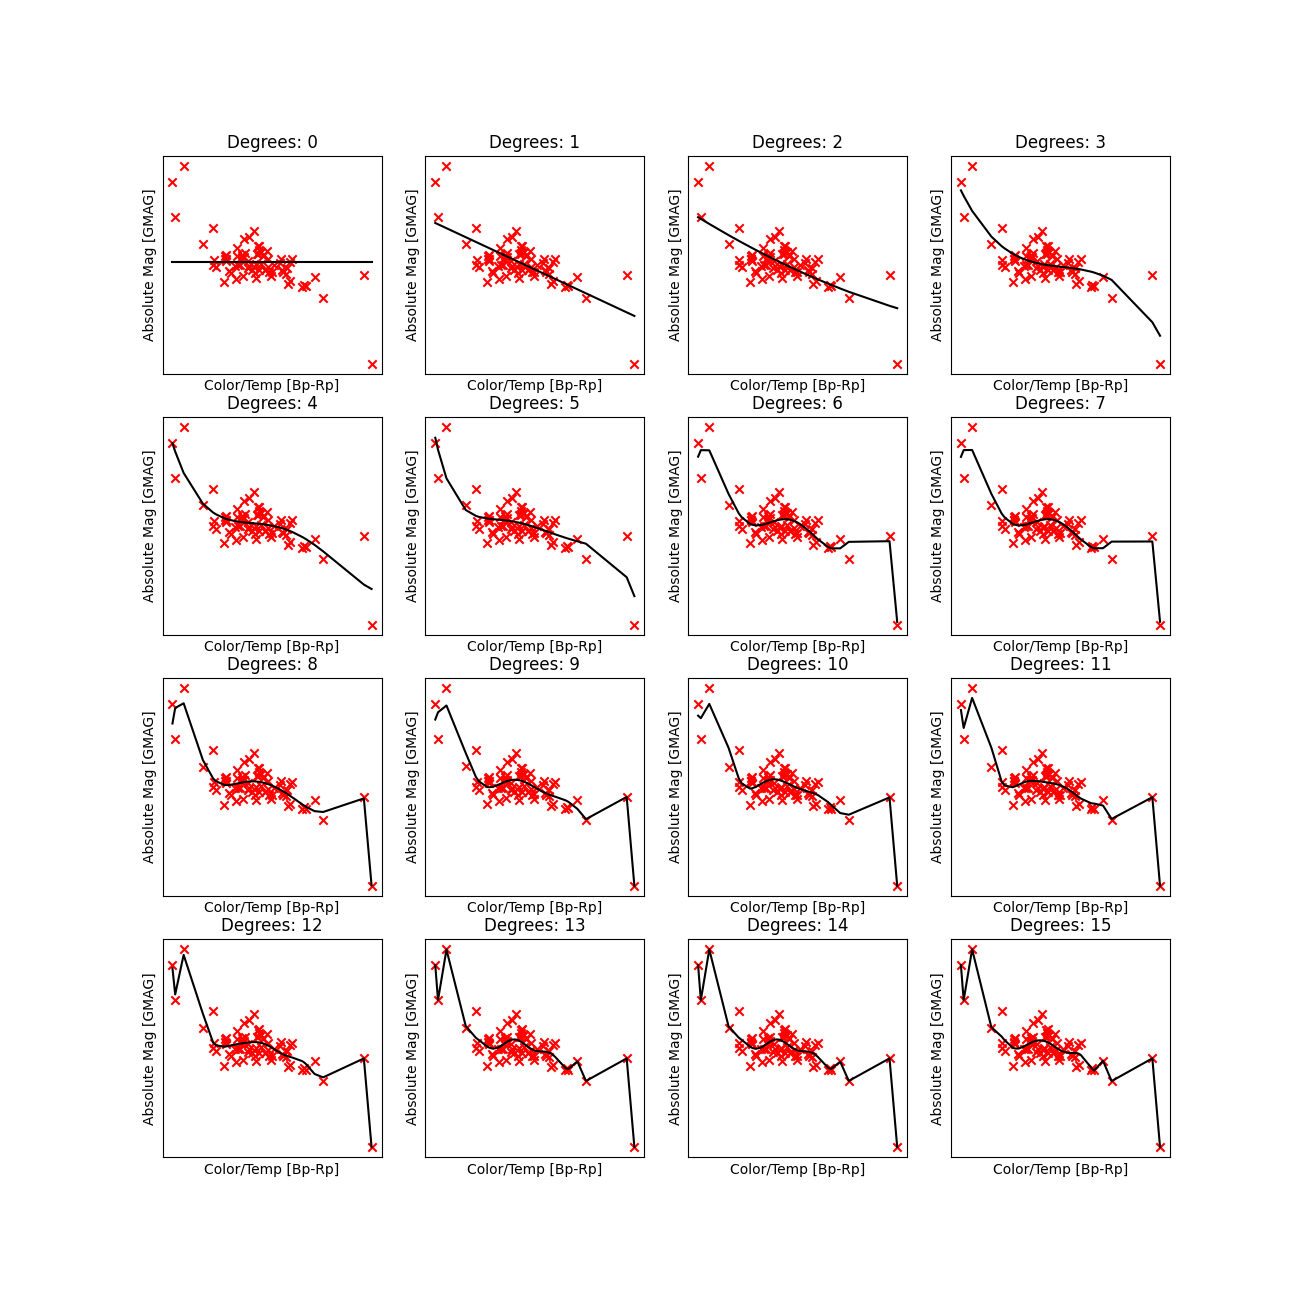 Degrees: 0
Degrees: 1
Degrees: 2
Degrees: 3
Absolute Mag [GMAG]
Absolute Mag [GMAG]
Absolute Mag [GMAG]
Absolute Mag [GMAG]
Color/Temp [Bp-Rp]
Color/Temp [Bp-Rp]
Color/Temp [Bp-Rp]
Color/Temp [Bp-Rp]
Degrees: 4
Degrees: 5
Degrees: 6
Degrees: 7
Absolute Mag [GMAG]
Absolute Mag [GMAG]
Absolute Mag [GMAG]
Absolute Mag [GMAG]
Color/Temp [Bp-Rp]
Color/Temp [Bp-Rp]
Color/Temp [Bp-Rp]
Color/Temp [Bp-Rp]
Degrees: 8
Degrees: 9
Degrees: 10
Degrees: 11
Absolute Mag [GMAG]
Absolute Mag [GMAG]
Absolute Mag [GMAG]
Absolute Mag [GMAG]
Color/Temp [Bp-Rp]
Color/Temp [Bp-Rp]
Color/Temp [Bp-Rp]
Color/Temp [Bp-Rp]
Degrees: 12
Degrees: 13
Degrees: 14
Degrees: 15
Absolute Mag [GMAG]
Absolute Mag [GMAG]
Absolute Mag [GMAG]
Absolute Mag [GMAG]
Color/Temp [Bp-Rp]
Color/Temp [Bp-Rp]
Color/Temp [Bp-Rp]
Color/Temp [Bp-Rp]